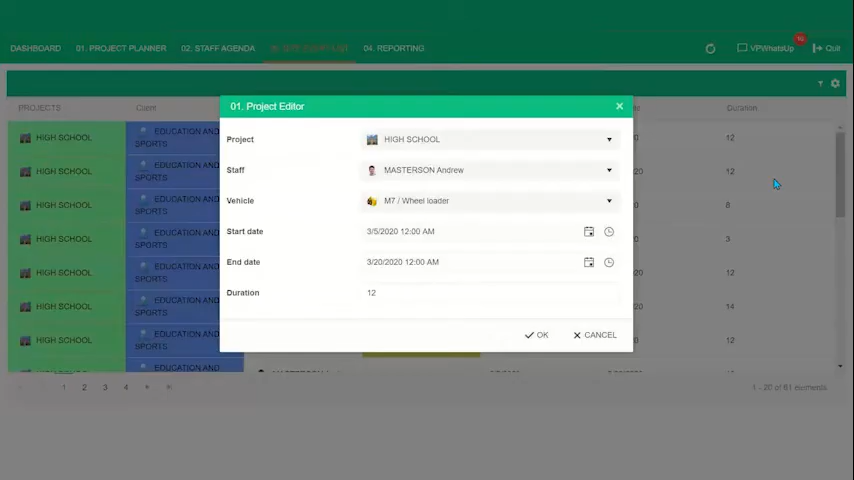 DASHBOARD 01. PROJECT PLANNER 02. STAFF AGENDA 04. REPORTING VPWhatsUp Quit
PROJECTS Client Duration
01. Project Editor
Project HIGH SCHOOL
Staff MASTERSON Andrew
Vehicle M7 / Wheel loader
Start date 3/5/2020 12:00 AM
End date 3/20/2020 12:00 AM
Duration 12
OK CANCEL
HIGH SCHOOL EDUCATION AND
SPORTS 12
HIGH SCHOOL EDUCATION AND
SPORTS 12
HIGH SCHOOL EDUCATION AND
SPORTS 8
HIGH SCHOOL EDUCATION AND
SPORTS 3
HIGH SCHOOL EDUCATION AND
SPORTS 12
HIGH SCHOOL EDUCATION AND
SPORTS 14
HIGH SCHOOL EDUCATION AND
SPORTS 12
EDUCATION AND
1 2 3 4 1 - 20 of 61 elements